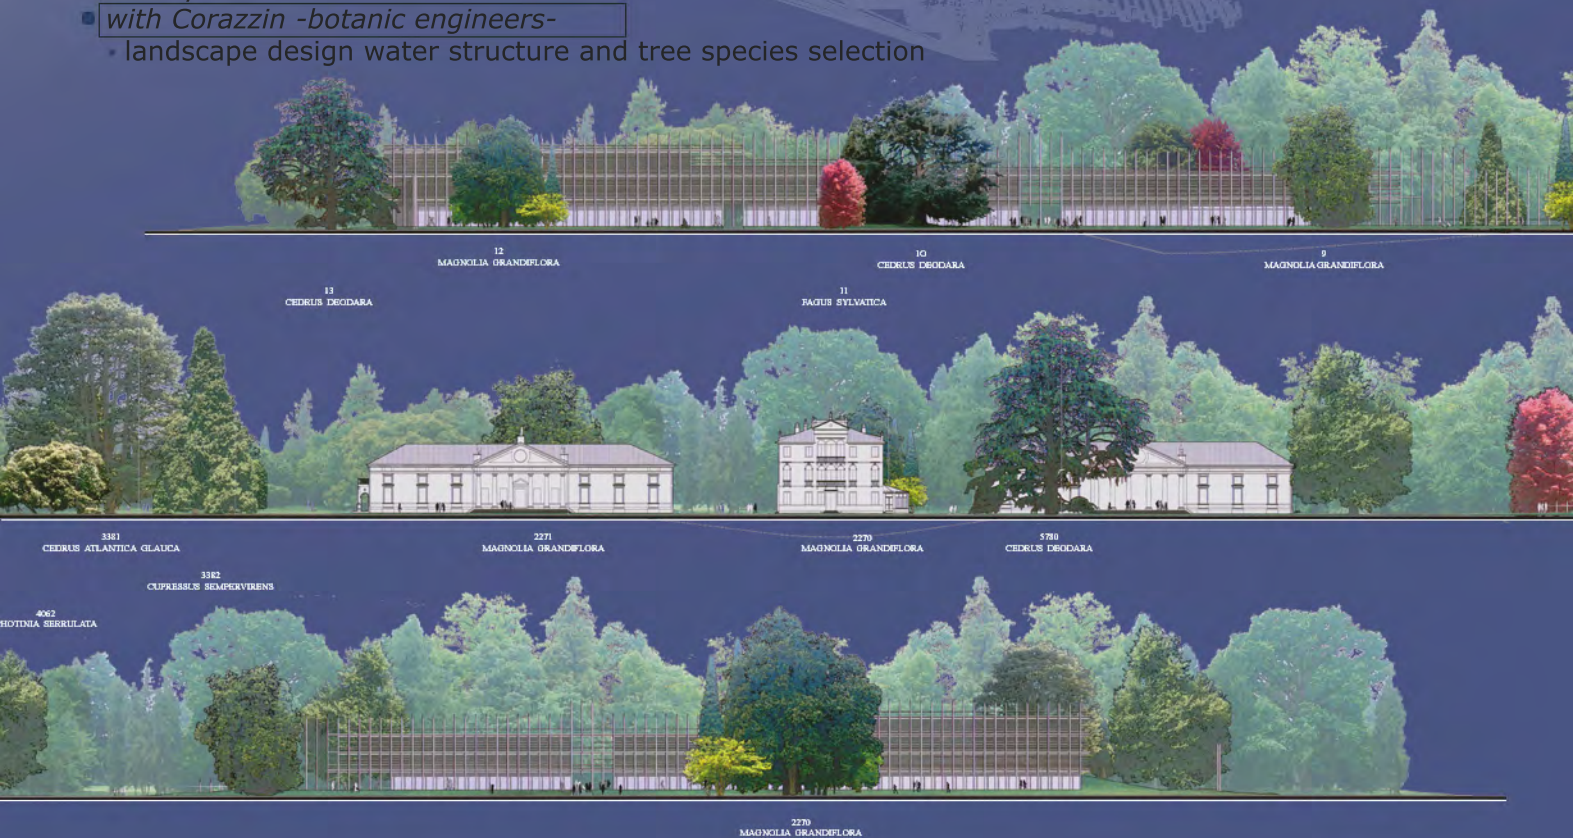 with Corazzin -botanic engineers-
landscape design water structure and tree species selection
12
MAGNOLIA GRANDIFLORA
10
CEDRUS DEODARA
9
MAGNOLIA GRANDIFLORA
13
CEDRUS DEODARA
11
FAGUS SYLVATICA
3381
CEDRUS ATLANTICA GLAUCA
2271
MAGNOLIA GRANDIFLORA
2270
MAGNOLIA GRANDIFLORA
5780
CEDRUS DEODARA
3382
CUPRESSUS SEMPERVIRENS
4062
HOTINIA SERRULATA
2270
MAGNOLIA GRANDIFLORA